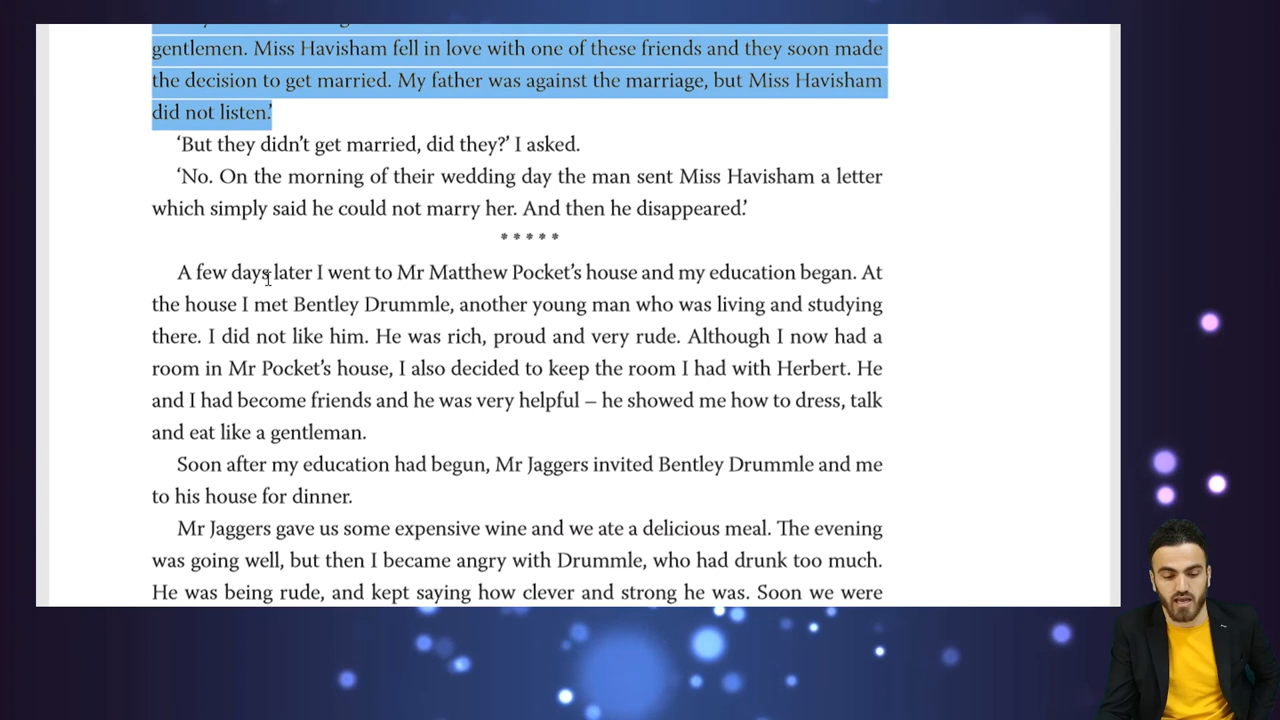 gentlemen. Miss Havisham fell in love with one of these friends and they soon made
the decision to get married. My father was against the marriage, but Miss Havisham
did not listen.’
‘But they didn’t get married, did they?’ I asked.
‘No. On the morning of their wedding day the man sent Miss Havisham a letter
which simply said he could not marry her. And then he disappeared.’
* * * * *
A few days later I went to Mr Matthew Pocket’s house and my education began. At
the house I met Bentley Drummle, another young man who was living and studying
there. I did not like him. He was rich, proud and very rude. Although I now had a
room in Mr Pocket’s house, I also decided to keep the room I had with Herbert. He
and I had become friends and he was very helpful – he showed me how to dress, talk
and eat like a gentleman.
Soon after my education had begun, Mr Jaggers invited Bentley Drummle and me
to his house for dinner.
Mr Jaggers gave us some expensive wine and we ate a delicious meal. The evening
was going well, but then I became angry with Drummle, who had drunk too much.
He was being rude, and kept saying how clever and strong he was. Soon we were